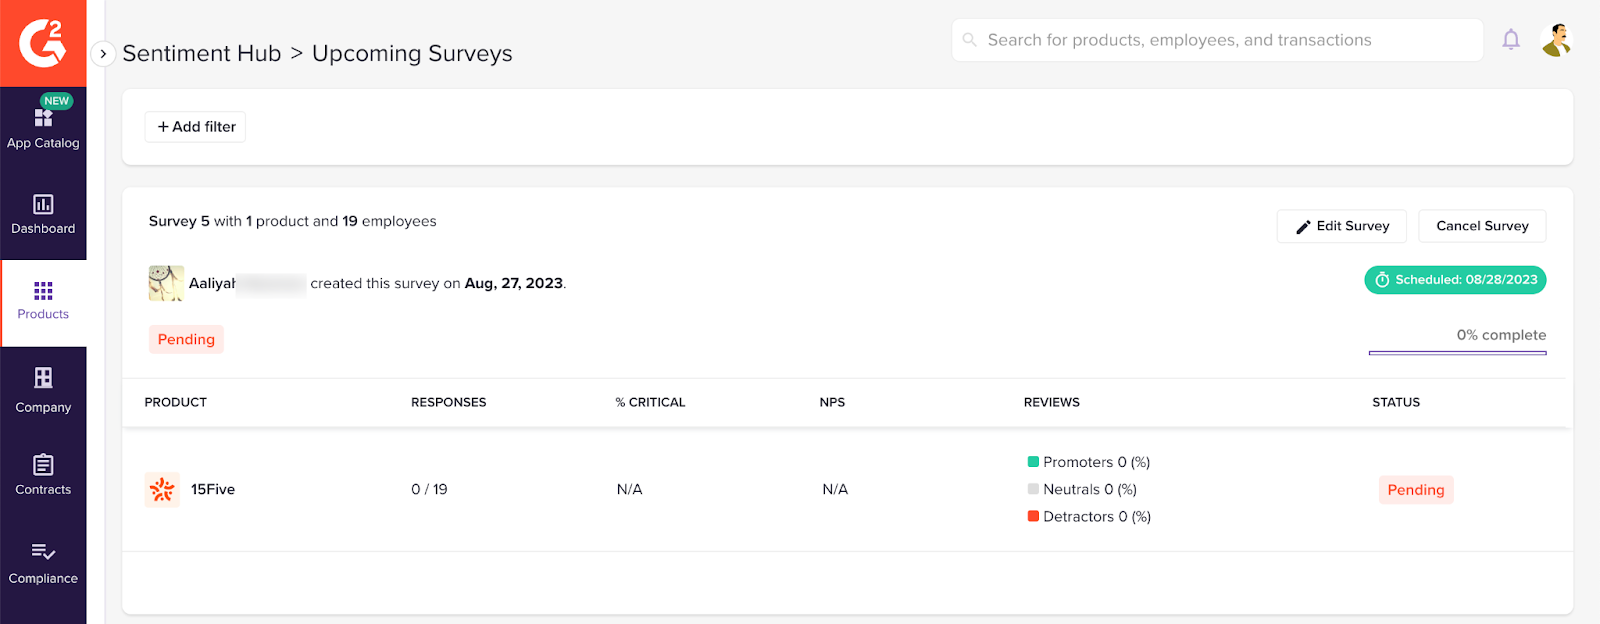 G2
Sentiment Hub > Upcoming Surveys
Search for products, employees, and transactions
NEW
App Catalog
Dashboard
Products
Company
Contracts
Compliance
+ Add filter
Survey 5 with 1 product and 19 employees
Edit Survey
Cancel Survey
Aaliyah created this survey on Aug, 27, 2023.
Scheduled: 08/28/2023
Pending
0% complete
PRODUCT RESPONSES % CRITICAL NPS REVIEWS STATUS
15Five 0 / 19 N/A N/A
Promoters 0 (%)
Neutrals 0 (%)
Detractors 0 (%)
Pending